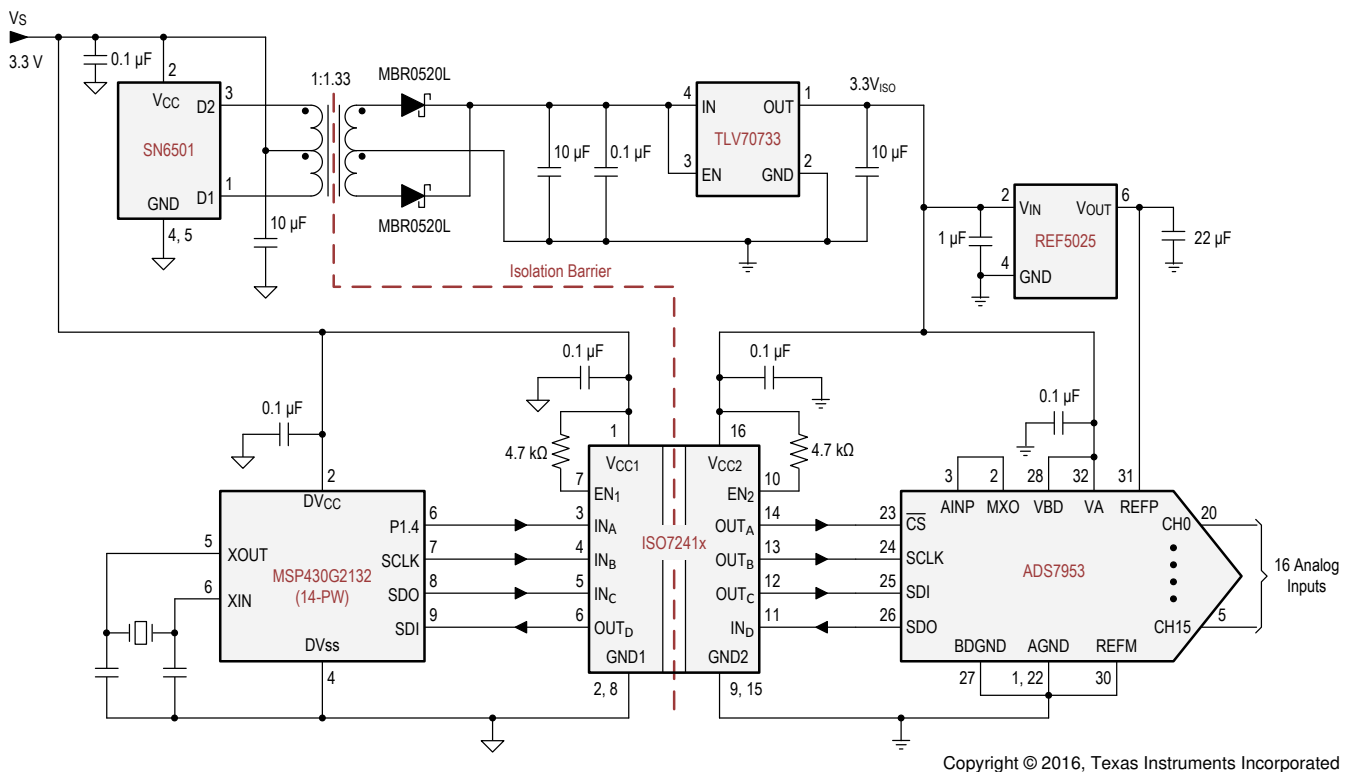 VS
3.3 V
0.1 µF
2
VCC
D2
3
SN6501
D1
1
GND
4, 5
10 µF
1:1.33
MBR0520L
MBR0520L
10 µF
0.1 µF
4
IN
OUT
1
TLV70733
3
EN
GND
2
3.3VISO
10 µF
1 µF
2
VIN
VOUT
6
REF5025
4
GND
22 µF
Isolation Barrier
0.1 µF
2
DVCC
5
XOUT
6
XIN
MSP430G2132
(14-PW)
P1.4
6
SCLK
7
SDO
8
SDI
9
DVss
4
0.1 µF
4.7 kΩ
1
VCC1
7
EN1
3
INA
4
INB
5
INC
6
OUTD
GND1
2, 8
ISO7241x
0.1 µF
4.7 kΩ
16
VCC2
EN2
10
OUTA
14
OUTB
13
OUTC
12
IND
11
GND2
9, 15
0.1 µF
3
2
28
32
31
AINP
MXO
VBD
VA
REFP
23
CS
24
SCLK
25
SDI
26
SDO
ADS7953
CH0
20
CH15
5
16 Analog
Inputs
BDGND
AGND
REFM
27
1, 22
30
Copyright © 2016, Texas Instruments Incorporated